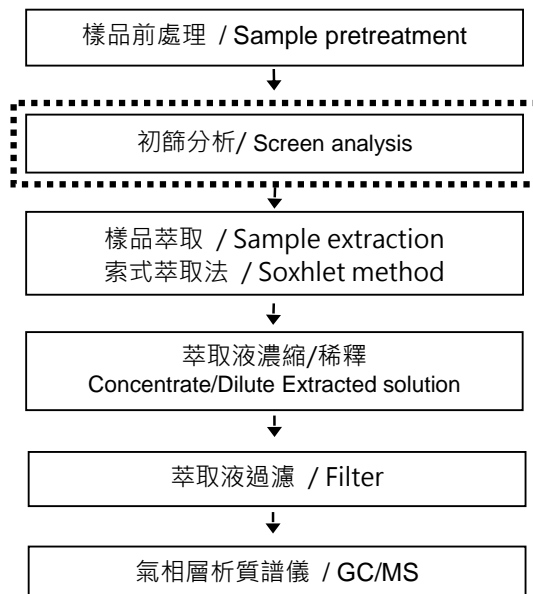 樣品前處理 / Sample pretreatment
初篩分析/ Screen analysis
樣品萃取 / Sample extraction
索式萃取法 / Soxhlet method
萃取液濃縮/稀釋
Concentrate/Dilute Extracted solution
萃取液過濾 / Filter
氣相層析質譜儀 / GC/MS